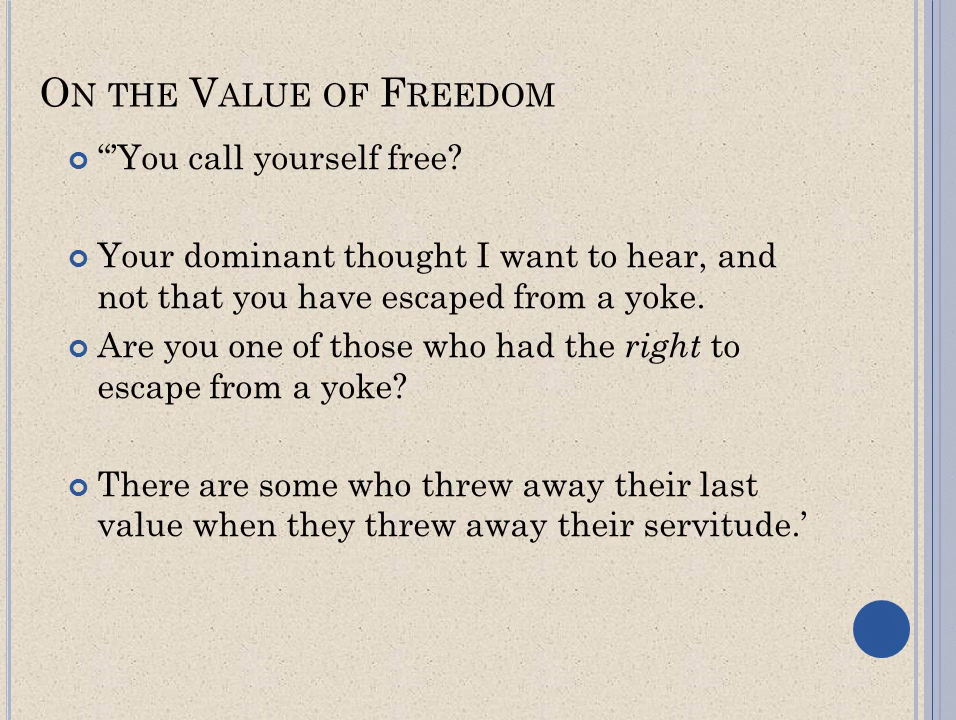 ON THE VALUE OF FREEDOM
“’You call yourself free?
Your dominant thought I want to hear, and
not that you have escaped from a yoke.
Are you one of those who had the right to
escape from a yoke?
There are some who threw away their last
value when they threw away their servitude.’